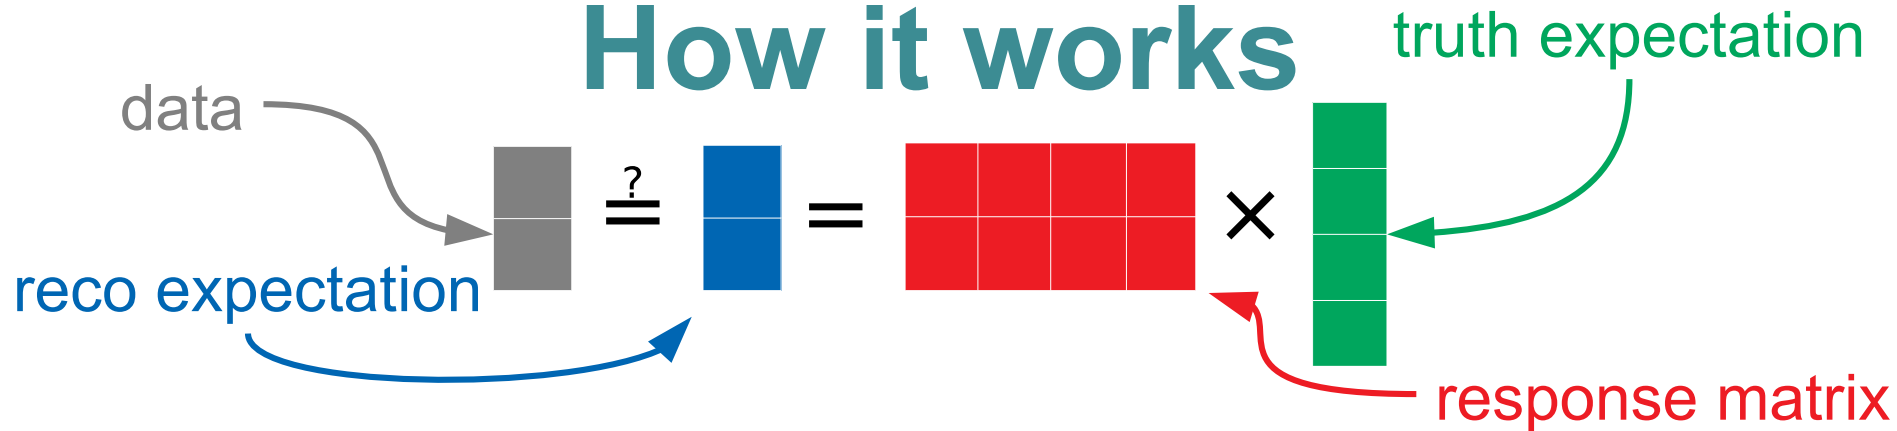 How it works
truth expectation
data
? 
= = ×
reco expectation
response matrix